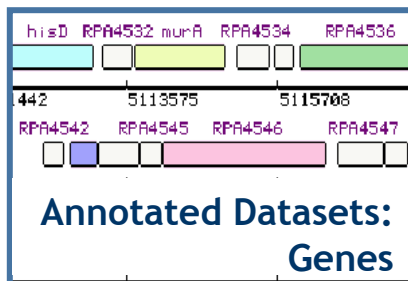 hisD RPA4532 murA RPA4534 RPA4536
1442 5113575 5115708
RPA4542 RPA4545 RPA4546 RPA4547
Annotated Datasets:
Genes